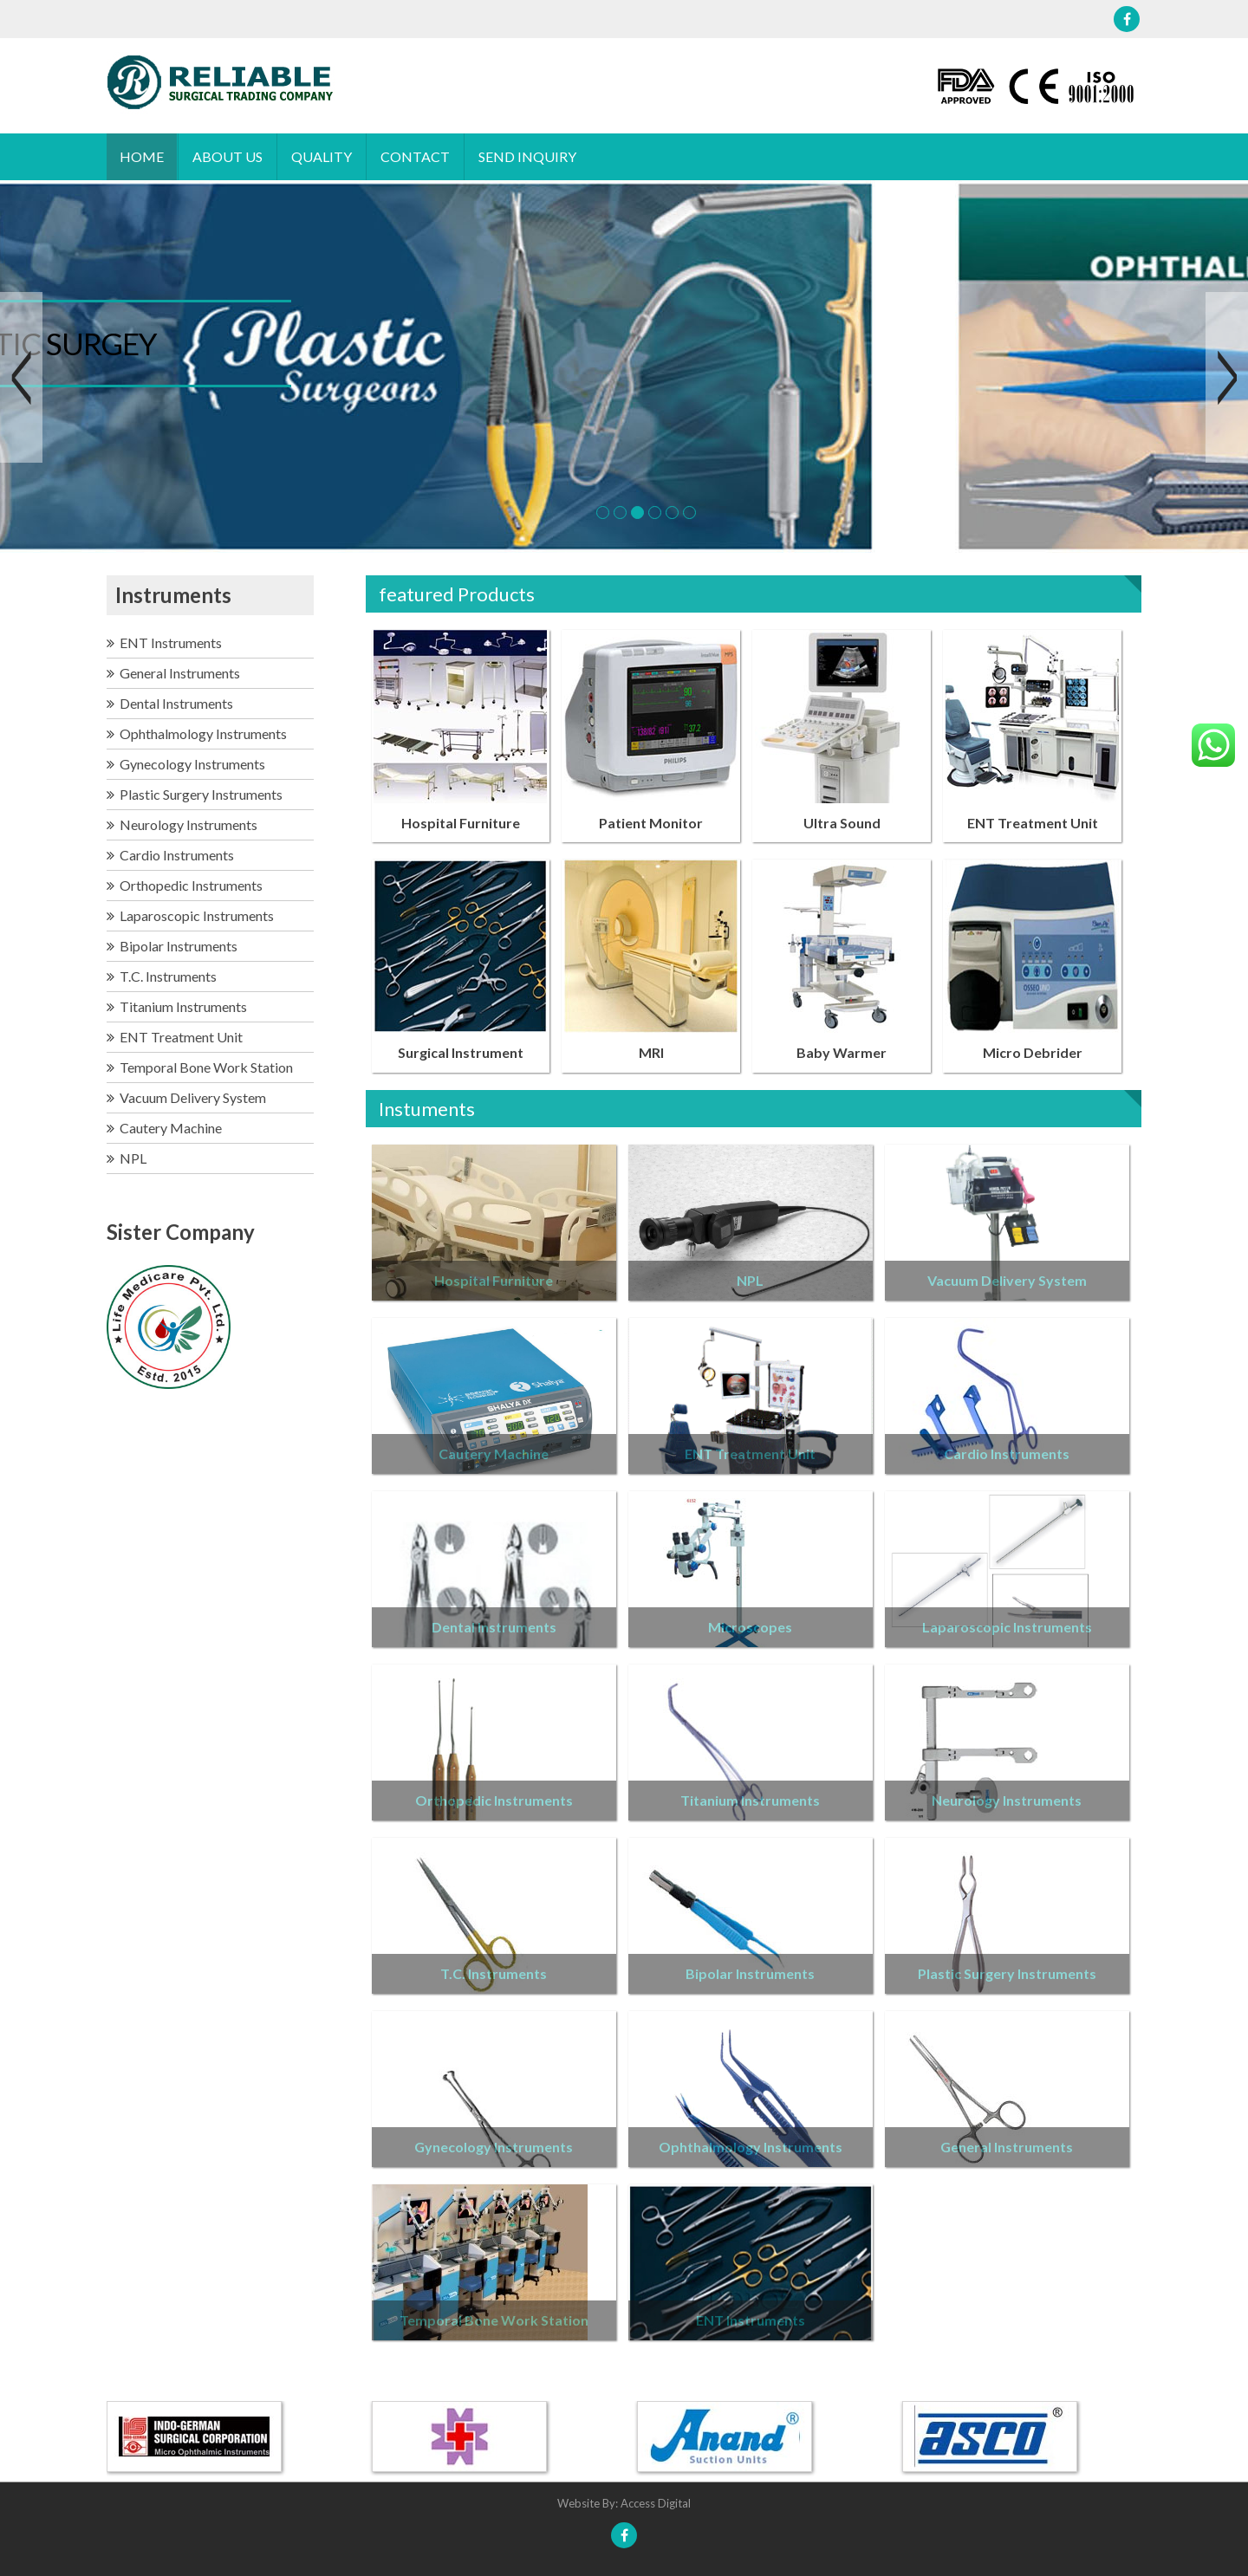 RELIABLE
SURGICAL TRADING COMPANY
FDA
APPROVED
CE
ISO
9001:2000
HOME
ABOUT US
QUALITY
CONTACT
SEND INQUIRY
TIC SURGEY
Plastic
Surgeons
OPHTHAL
Instruments
ENT Instruments
General Instruments
Dental Instruments
Ophthalmology Instruments
Gynecology Instruments
Plastic Surgery Instruments
Neurology Instruments
Cardio Instruments
Orthopedic Instruments
Laparoscopic Instruments
Bipolar Instruments
T.C. Instruments
Titanium Instruments
ENT Treatment Unit
Temporal Bone Work Station
Vacuum Delivery System
Cautery Machine
NPL
Sister Company
Life Medicare Pvt. Ltd.
Estd. 2015
featured Products
PHILIPS
Hospital Furniture
Patient Monitor
Ultra Sound
ENT Treatment Unit
Surgical Instrument
MRI
Baby Warmer
Micro Debrider
Instuments
Hospital Furniture
NPL
Vacuum Delivery System
Shalya
Cautery Machine
ENT Treatment Unit
Cardio Instruments
Dental Instruments
Microscopes
Laparoscopic Instruments
Orthopedic Instruments
Titanium Instruments
Neurology Instruments
T.C. Instruments
Bipolar Instruments
Plastic Surgery Instruments
Gynecology Instruments
Ophthalmology Instruments
General Instruments
Temporal Bone Work Station
ENT Instruments
INDO-GERMAN
SURGICAL CORPORATION
Micro Ophthalmic Instruments
Anand®
Suction Units
asco®
Website By: Access Digital